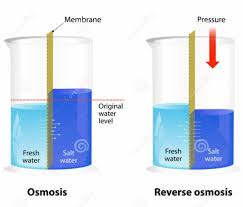 Membrane
Pressure
Original
water
level
Fresh
water
Salt
water
Fresh
water
Salt
water
Osmosis
Reverse osmosis